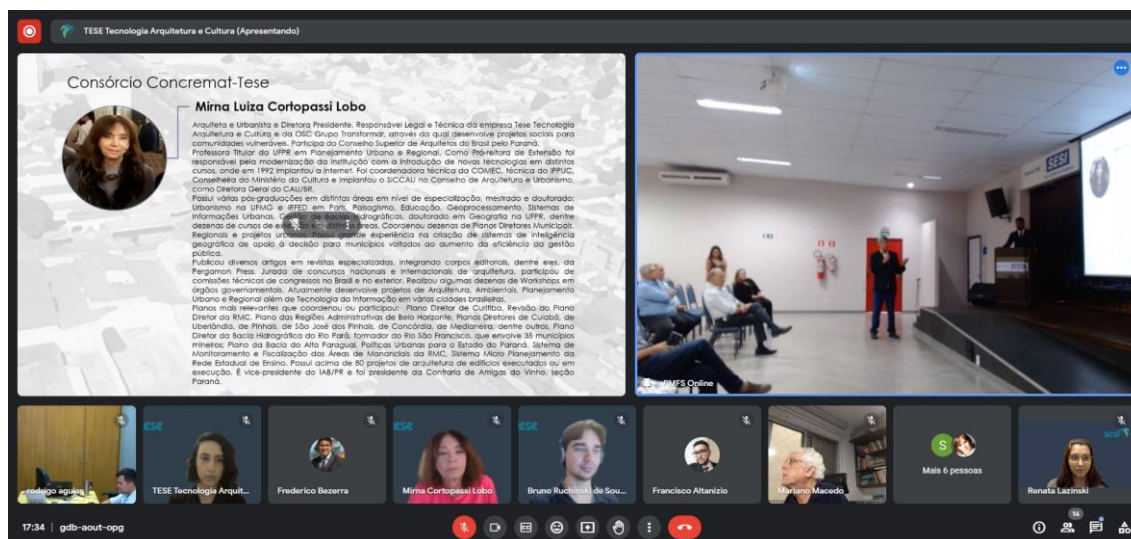 TESE Tecnologia Arquitetura e Cultura (Apresentando)
Consórcio Concremat-Tese
Mirna Luiza Cortopassi Lobo
Arquiteta e Urbanista e Diretora Presidente, Responsável Legal e Técnica da empresa Tese Tecnologia
Arquitetura e Cultura e da OSC Grupo Transformar, através da qual desenvolve projetos sociais para
comunidades vulneráveis. Participa do Conselho Superior de Arquitetos do Brasil pelo Paraná.
Professora Titular da UFPR em Planejamento Urbano e Regional, Como Pró-reitora de Extensão foi
responsável pela modernização da instituição com a introdução de novas tecnologias em distintos
cursos, onde em 1992 implantou a internet. Foi coordenadora técnica da COMEC, técnica do IPPUC,
Conselheira do Ministério da Cultura e implantou o SICCAU no Conselho de Arquitetura e Urbanismo,
como Diretora Geral do CAU/BR.
Possui várias pós-graduações em distintas áreas em nível de especialização, mestrado e doutorado:
Urbanismo na UFMG e IRFED em Paris, Paisagismo, Educação, Geoprocessamento, Sistemas de
Informações Urbanas, Gestão de Bacias hidrográficas, doutorado em Geografia na UFPR, dentre
dezenas de cursos de extensão em distintas áreas. Coordenou dezenas de Planos Diretores Municipais,
Regionais e projetos urbanos. Possui grande experiência na criação de sistemas de inteligência
geográfica de apoio à decisão para municípios voltados ao aumento da eficiência da gestão
pública.
Publicou diversos artigos em revistas especializadas, integrando corpos editoriais, dentre eles, da
Pergamon Press. Jurada de concursos nacionais e internacionais de arquitetura, participou de
comissões técnicas de congressos no Brasil e no exterior. Realizou algumas dezenas de Workshops em
órgãos governamentais. Atualmente desenvolve projetos de Arquitetura, Ambientais, Planejamento
Urbano e Regional além de Tecnologia da Informação em várias cidades brasileiras.
Planos mais relevantes que coordenou ou participou: Plano Diretor de Curitiba, Revisão do Plano
Diretor da RMC, Plano das Regiões Administrativas de Belo Horizonte, Planos Diretores de Cuiabá, de
Uberlândia, de Pinhais, de São José dos Pinhais, de Concórdia, de Medianeira, dentre outros, Plano
Diretor da Bacia Hidrográfica do Rio Pará, formador do Rio São Francisco, que envolve 35 municípios
mineiros; Plano da Bacia do Alto Paraguai, Políticas Urbanas para o Estado do Paraná, Sistema de
Monitoramento e Fiscalização das Áreas de Mananciais da RMC, Sistema Micro Planejamento da
Rede Estadual de Ensino. Possui acima de 80 projetos de arquitetura de edifícios executados ou em
execução. É vice-presidente do IAB/PR e foi presidente da Confraria de Amigas do Vinho, seção
Paraná.
SESI
PMFS Online
rodrigo aguias
TESE Tecnologia Arquit...
Frederico Bezerra
Mirna Cortopassi Lobo
Bruno Ruchinski de Sou...
Francisco Altanizio
Mariano Macedo
S
Mais 6 pessoas
Renata Lazinski
17:34 | gdb-aout-opg
16